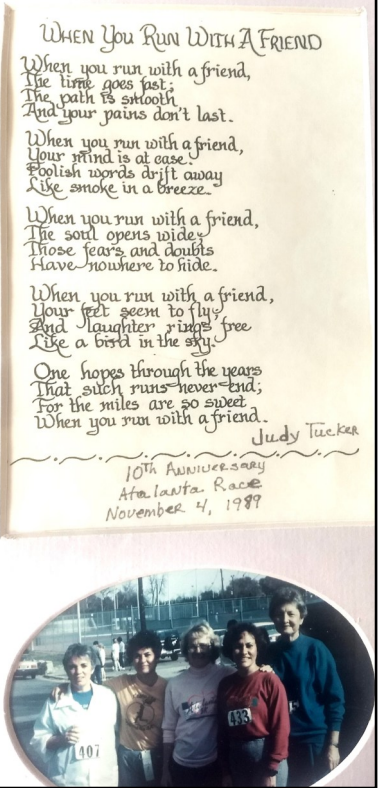 When You Run With A Friend
When you run with a friend,
The time goes fast;
The path is smooth
And your pains don't last.
When you run with a friend,
Your mind is at ease.
Foolish words drift away
Like smoke in a breeze.
When you run with a friend,
The soul opens wide;
Those fears and doubts
Have nowhere to hide.
When you run with a friend,
Your feet seem to fly;
And laughter rings free
Like a bird in the sky.
One hopes through the years
That such runs never end;
For the miles are so sweet
When you run with a friend.
Judy Tucker
10th Anniversary
Atalanta Race
November 4, 1989
407
433